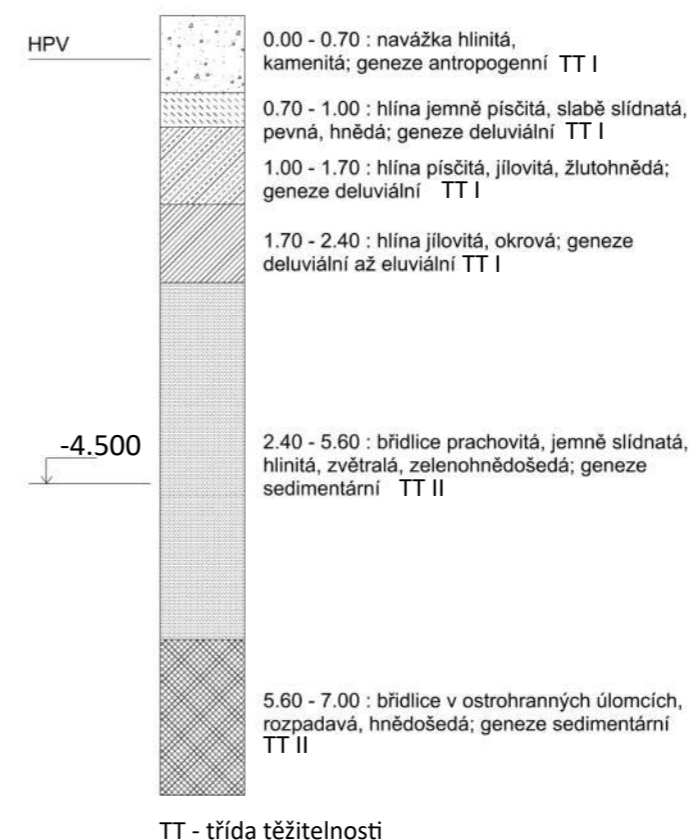 HPV
0.00 - 0.70 : navážka hlinitá,
kamenitá; geneze antropogenní TT I
0.70 - 1.00 : hlína jemně písčitá, slabě slídnatá,
pevná, hnědá; geneze deluviální TT I
1.00 - 1.70 : hlína písčitá, jílovitá, žlutohnědá;
geneze deluviální TT I
1.70 - 2.40 : hlína jílovitá, okrová; geneze
deluviální až eluviální TT I
-4.500
2.40 - 5.60 : břidlice prachovitá, jemně slídnatá,
hlinitá, zvětralá, zelenohnědošedá; geneze
sedimentární TT II
5.60 - 7.00 : břidlice v ostrohranných úlomcích,
rozpadavá, hnědošedá; geneze sedimentární
TT II
TT - třída těžitelnosti